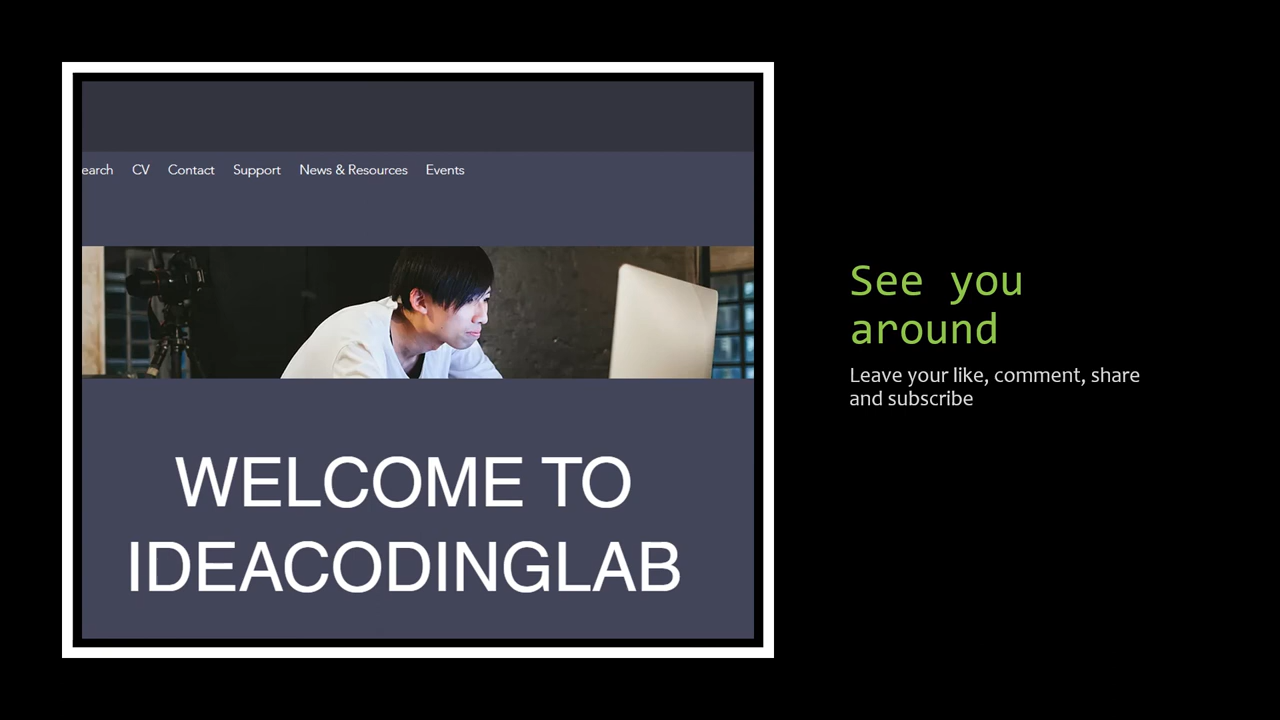 earch CV Contact Support News & Resources Events
WELCOME TO
IDEACODINGLAB
See you
around
Leave your like, comment, share
and subscribe